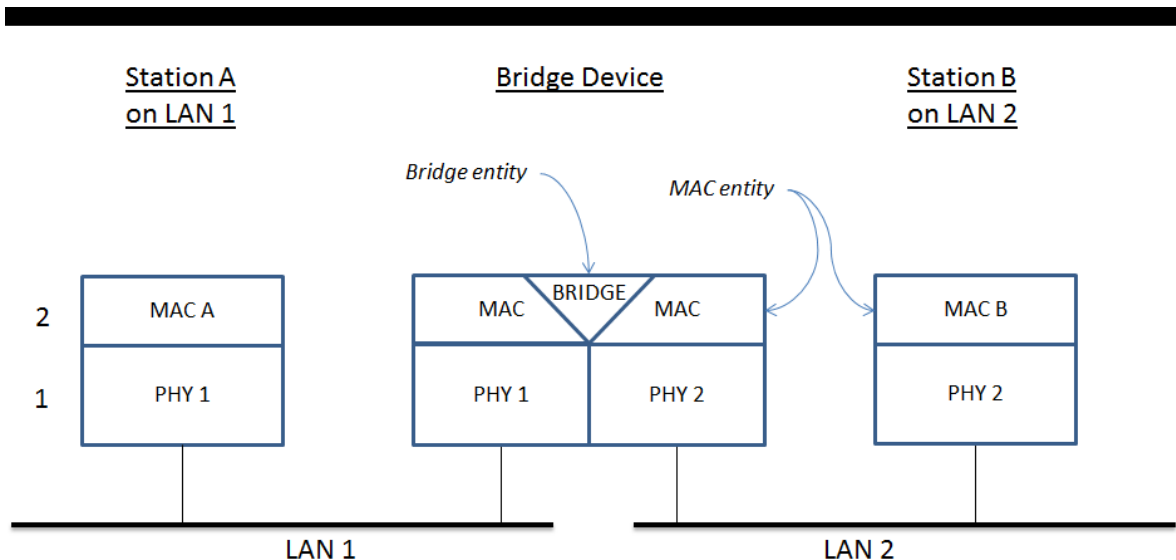 Station A
on LAN 1
Bridge Device
Station B
on LAN 2
Bridge entity
MAC entity
2
MAC A
MAC
BRIDGE
MAC
MAC B
1
PHY 1
PHY 1
PHY 2
PHY 2
LAN 1
LAN 2